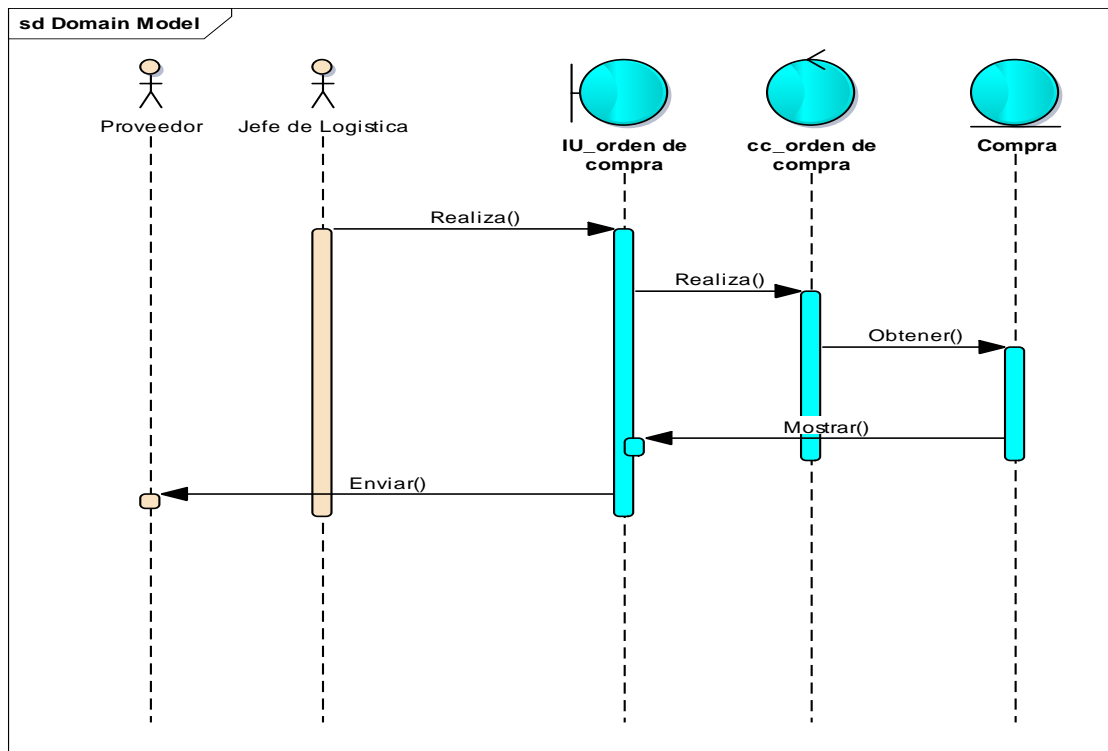 sd Domain Model
Proveedor
Jefe de Logistica
IU_orden de
compra
cc_orden de
compra
Compra
Realiza()
Realiza()
Obtener()
Mostrar()
Enviar()